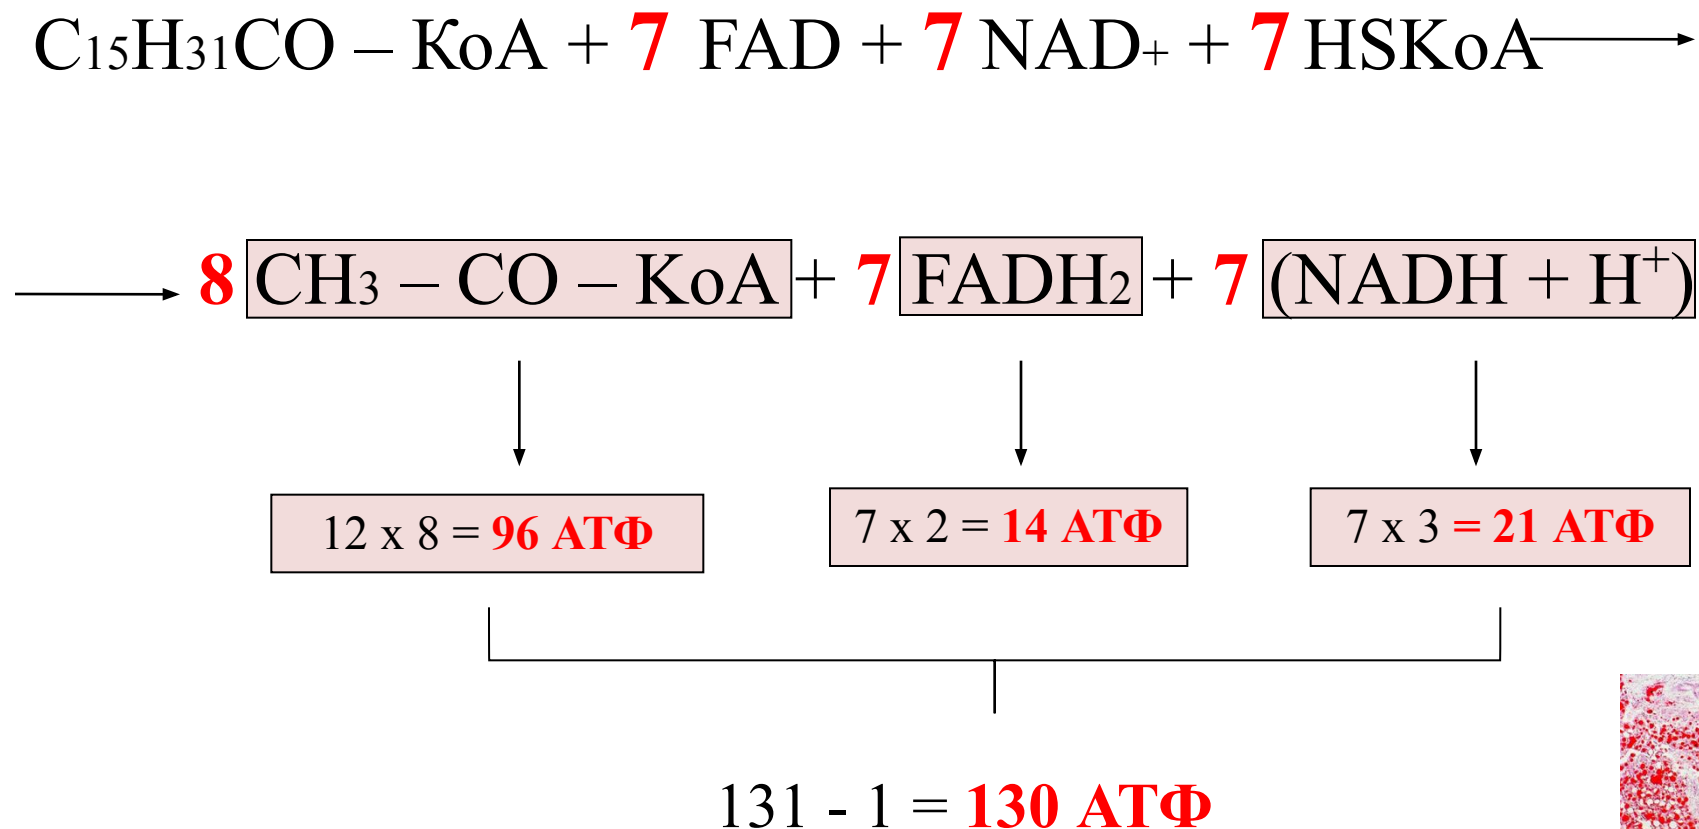 C15H31CO – КоА + 7 FAD + 7 NAD+ + 7 HSKoA
8 CH3 – CO – KoA + 7 FADH2 + 7 (NADH + H+)
12 x 8 = 96 АТФ 7 x 2 = 14 АТФ 7 x 3 = 21 АТФ
131 - 1 = 130 АТФ